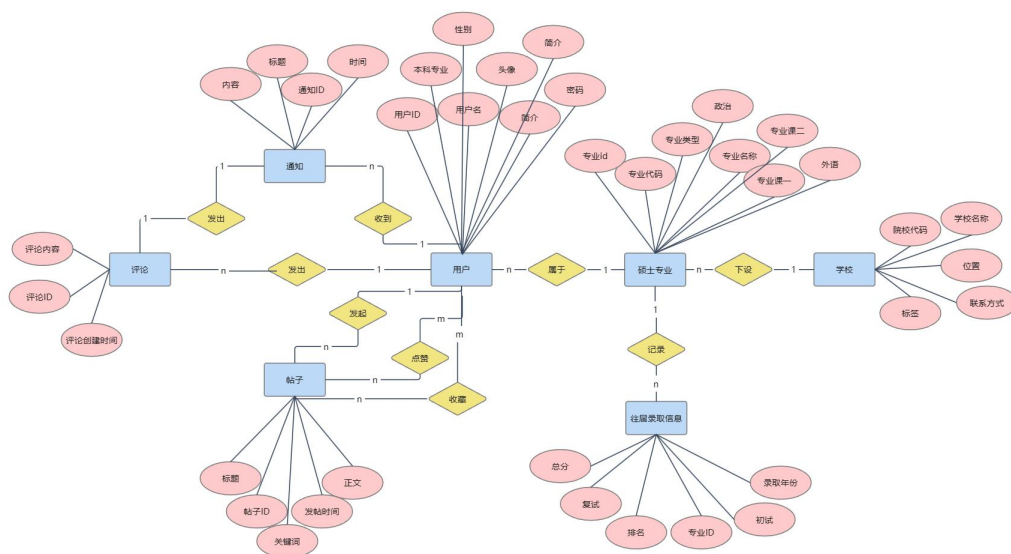 性别
简介
标题
时间
本科专业
头像
内容
通知ID
密码
用户ID
用户名
简介
政治
专业类型
专业课二
专业id
专业代码
专业名称
专业课一
外语
通知
1
n
发出
收到
1
1
学校名称
院校代码
评论内容
评论
n
发出
1
用户
n
属于
1
硕士专业
n
下设
1
学校
位置
评论ID
联系方式
标签
评论创建时间
1
发起
m
1
n
点赞
m
记录
帖子
n
n
收藏
n
往届录取信息
标题
正文
帖子ID
发帖时间
关键词
总分
录取年份
复试
初试
排名
专业ID